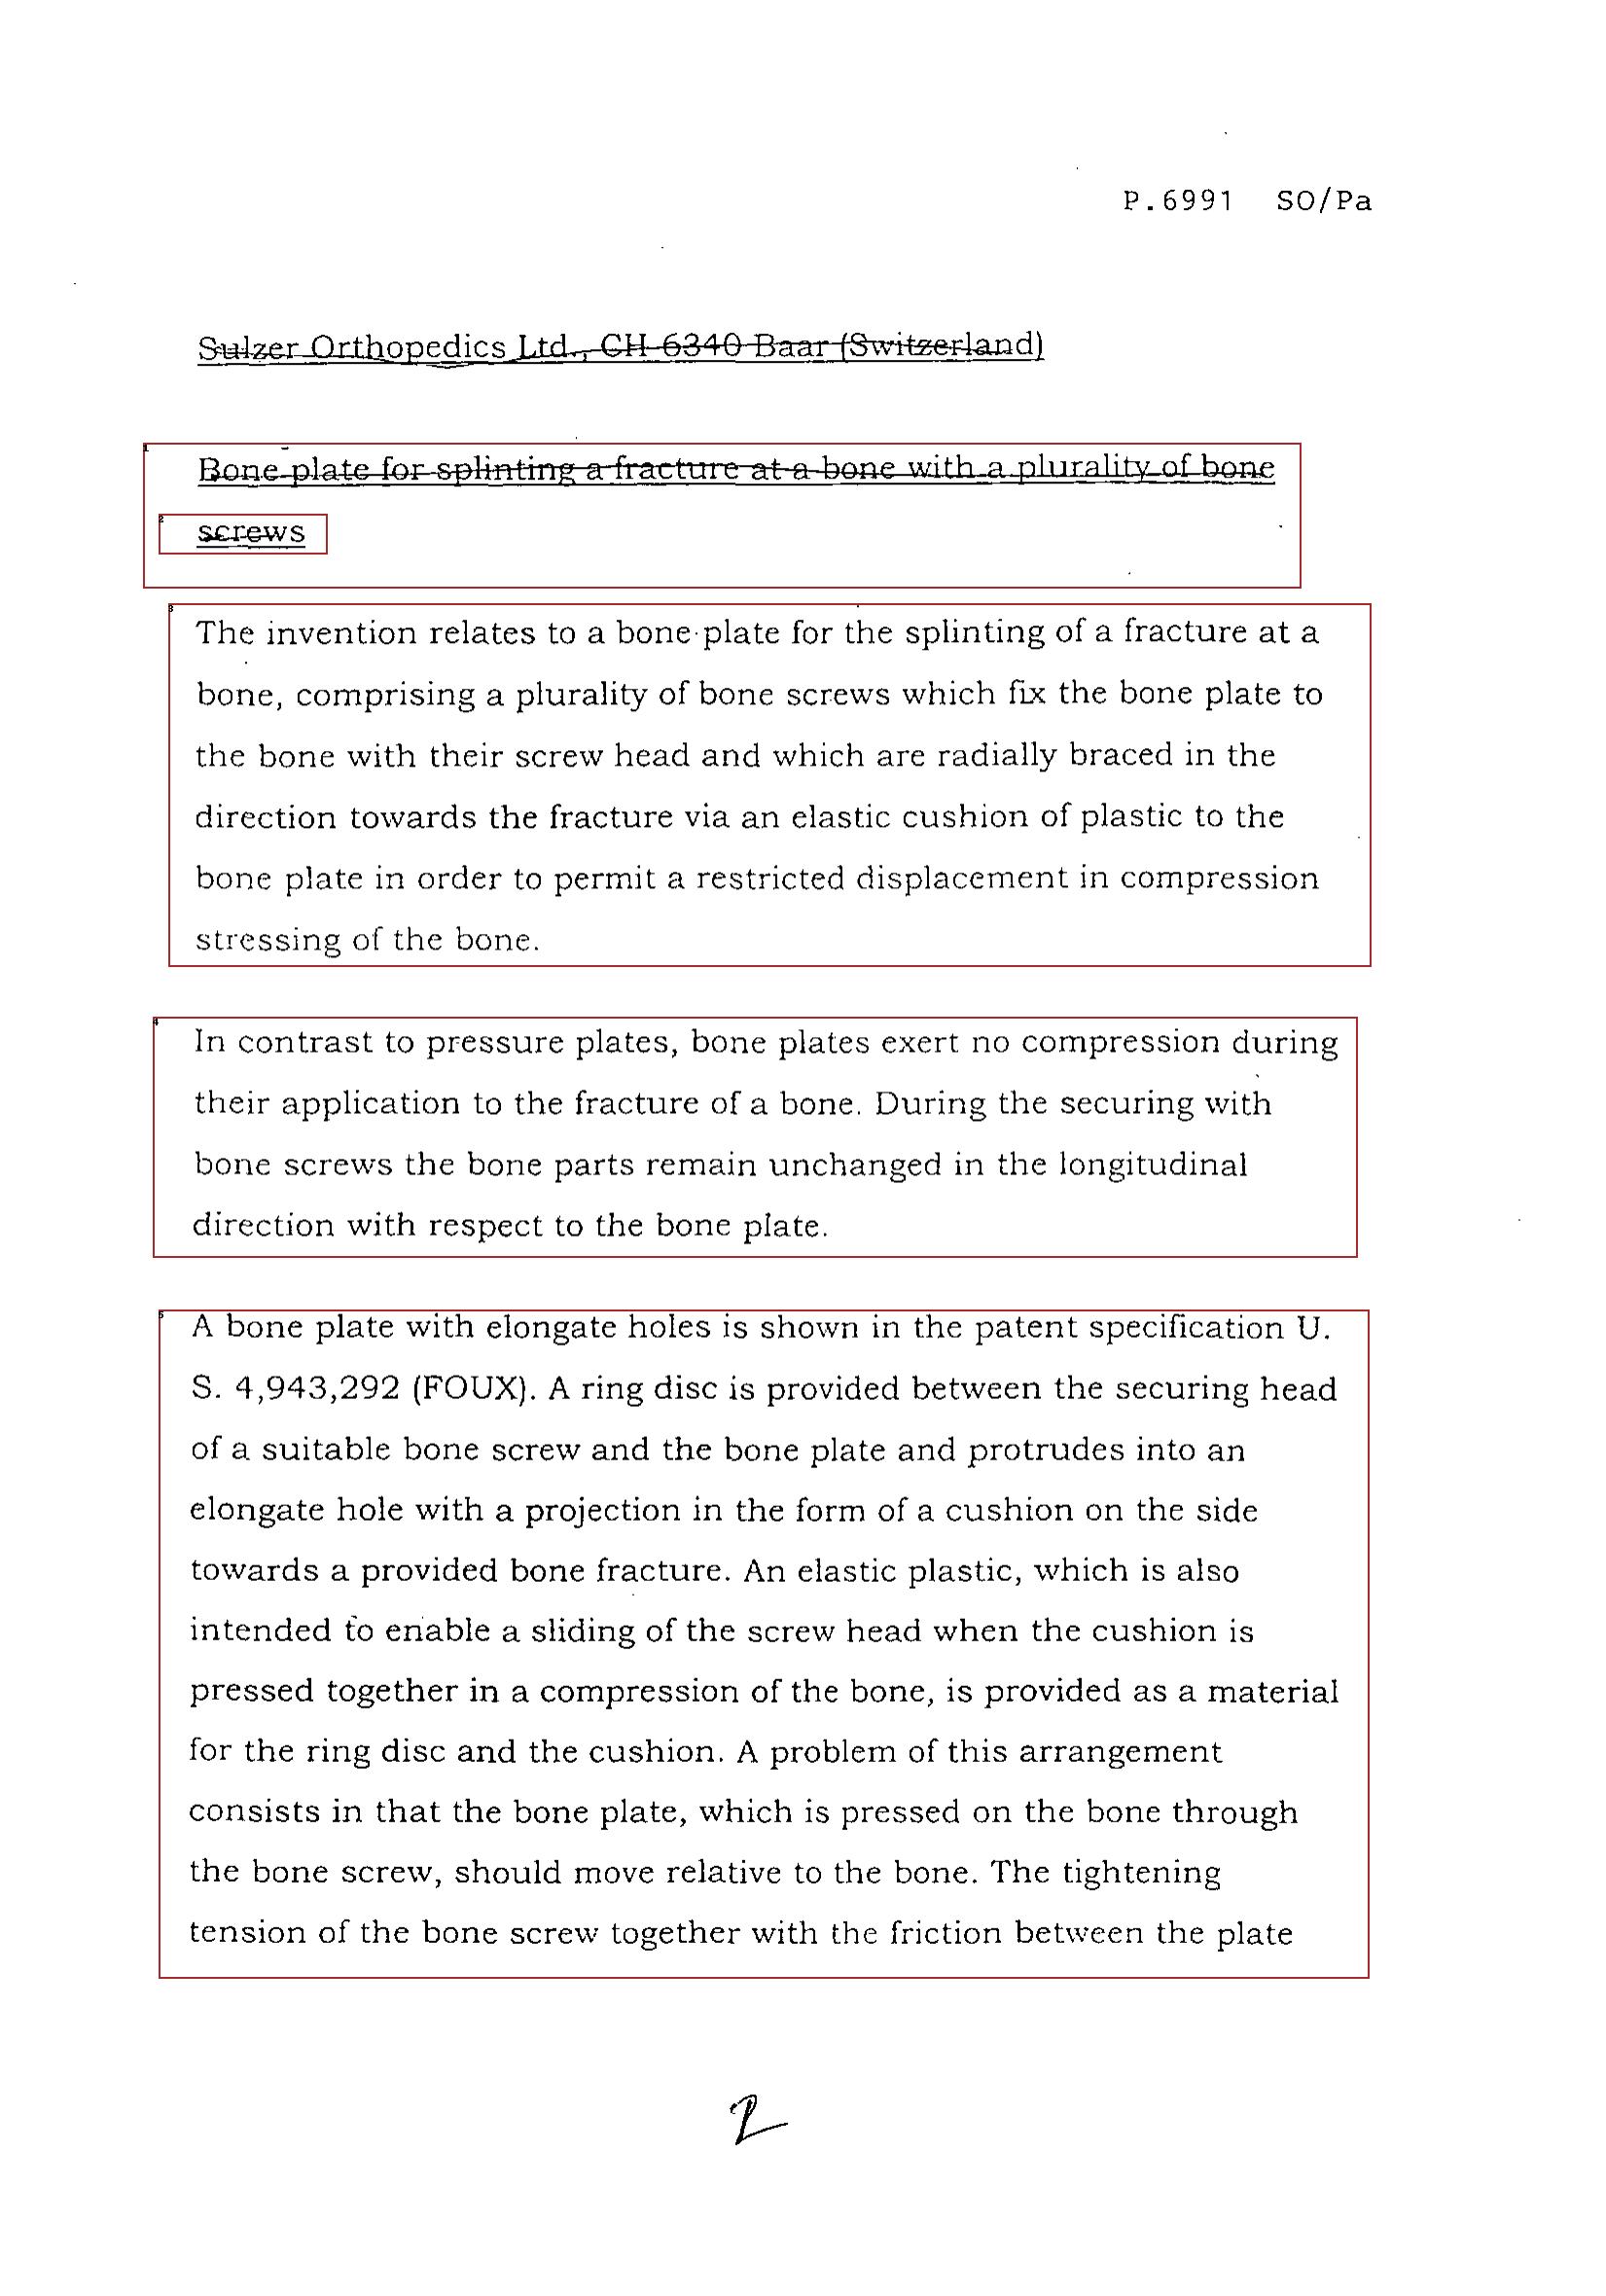 P.6991 SO/Pa
Sulzer Orthopedics Ltd., CH-6340 Baar (Switzerland)
Bone plate for splinting a fracture at a bone with a plurality of bone
screws
The invention relates to a bone plate for the splinting of a fracture at a
bone, comprising a plurality of bone screws which fix the bone plate to
the bone with their screw head and which are radially braced in the
direction towards the fracture via an elastic cushion of plastic to the
bone plate in order to permit a restricted displacement in compression
stressing of the bone.
In contrast to pressure plates, bone plates exert no compression during
their application to the fracture of a bone. During the securing with
bone screws the bone parts remain unchanged in the longitudinal
direction with respect to the bone plate.
A bone plate with elongate holes is shown in the patent specification U.
S. 4,943,292 (FOUX). A ring disc is provided between the securing head
of a suitable bone screw and the bone plate and protrudes into an
elongate hole with a projection in the form of a cushion on the side
towards a provided bone fracture. An elastic plastic, which is also
intended to enable a sliding of the screw head when the cushion is
pressed together in a compression of the bone, is provided as a material
for the ring disc and the cushion. A problem of this arrangement
consists in that the bone plate, which is pressed on the bone through
the bone screw, should move relative to the bone. The tightening
tension of the bone screw together with the friction between the plate
2